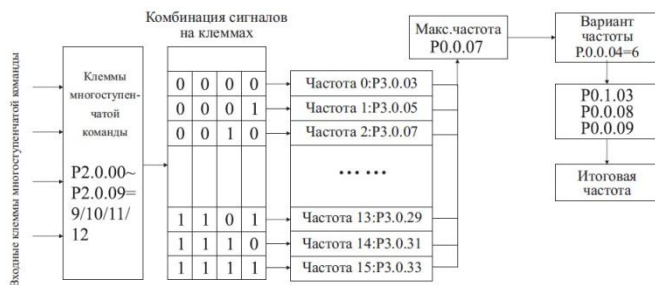 Комбинация сигналов
на клеммах
Макс.частота
P0.0.07
Вариант
частоты
P.0.0.04=6
Входные клеммы многоступенчатой команды
Клеммы
многоступен-
чатой
команды
P2.0.00~
P2.0.09=
9/10/11/
12
0 0 0 0
Частота 0:P3.0.03
0 0 0 1
Частота 1:P3.0.05
0 0 1 0
Частота 2:P3.0.07
... ...
1 1 0 1
Частота 13:P3.0.29
1 1 1 0
Частота 14:P3.0.31
1 1 1 1
Частота 15:P3.0.33
P0.1.03
P0.0.08
P0.0.09
Итоговая
частота